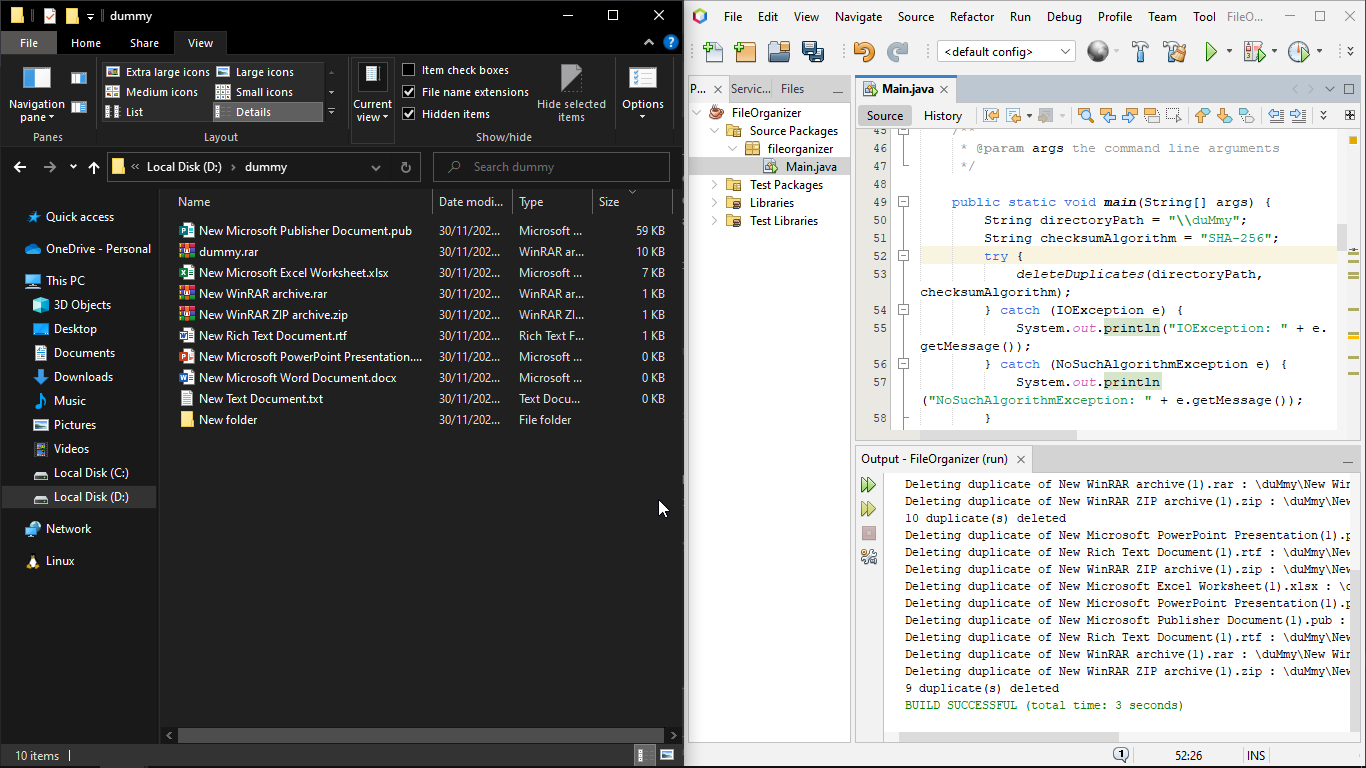 dummy
File Home Share View
Navigation pane
Panes
Extra large icons Large icons
Medium icons Small icons
List Details
Layout
Current view
Item check boxes
File name extensions
Hidden items
Hide selected items
Show/hide
Options
« Local Disk (D:) dummy
Search dummy
Quick access
OneDrive - Personal
This PC
3D Objects
Desktop
Documents
Downloads
Music
Pictures
Videos
Local Disk (C:)
Local Disk (D:)
Network
Linux
Name Date modi... Type Size
New Microsoft Publisher Document.pub 30/11/202... Microsoft ... 59 KB
dummy.rar 30/11/202... WinRAR ar... 10 KB
New Microsoft Excel Worksheet.xlsx 30/11/202... Microsoft ... 7 KB
New WinRAR archive.rar 30/11/202... WinRAR ar... 1 KB
New WinRAR ZIP archive.zip 30/11/202... WinRAR ZI... 1 KB
New Rich Text Document.rtf 30/11/202... Rich Text F... 1 KB
New Microsoft PowerPoint Presentation.... 30/11/202... Microsoft ... 0 KB
New Microsoft Word Document.docx 30/11/202... Microsoft ... 0 KB
New Text Document.txt 30/11/202... Text Docu... 0 KB
New folder 30/11/202... File folder
10 items
File Edit View Navigate Source Refactor Run Debug Profile Team Tool FileO...
<default config>
P... Servic... Files
FileOrganizer
Source Packages
fileorganizer
Main.java
Test Packages
Libraries
Test Libraries
Main.java
Source History
45 /**
46 * @param args the command line arguments
47 */
48
49 public static void main(String[] args) {
50 String directoryPath = "\\duMmy";
51 String checksumAlgorithm = "SHA-256";
52 try {
53 deleteDuplicates(directoryPath,
checksumAlgorithm);
54 } catch (IOException e) {
55 System.out.println("IOException: " + e.
getMessage());
56 } catch (NoSuchAlgorithmException e) {
57 System.out.println
("NoSuchAlgorithmException: " + e.getMessage());
58 }
Output - FileOrganizer (run)
Deleting duplicate of New WinRAR archive(1).rar : \duMmy\New Win
Deleting duplicate of New WinRAR ZIP archive(1).zip : \duMmy\New
10 duplicate(s) deleted
Deleting duplicate of New Microsoft PowerPoint Presentation(1).p
Deleting duplicate of New Rich Text Document(1).rtf : \duMmy\New
Deleting duplicate of New WinRAR ZIP archive(1).zip : \duMmy\New
Deleting duplicate of New Microsoft Excel Worksheet(1).xlsx : \d
Deleting duplicate of New Microsoft PowerPoint Presentation(1).p
Deleting duplicate of New Microsoft Publisher Document(1).pub :
Deleting duplicate of New Rich Text Document(1).rtf : \duMmy\New
Deleting duplicate of New WinRAR archive(1).rar : \duMmy\New Win
Deleting duplicate of New WinRAR ZIP archive(1).zip : \duMmy\New
9 duplicate(s) deleted
BUILD SUCCESSFUL (total time: 3 seconds)
1 52:26 INS